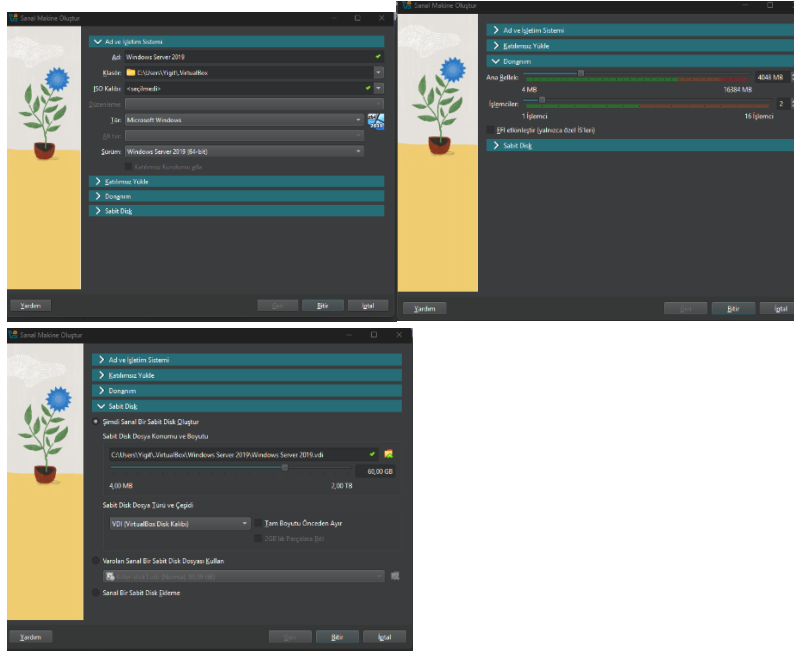 Sanal Makine Oluştur
Ad ve İşletim Sistemi
Ad: Windows Server 2019
Klasör: C:\Users\Yigit\.VirtualBox
ISO Kalıbı: <seçilmedi>
Tür: Microsoft Windows
Sürüm: Windows Server 2019 (64-bit)
Katılımsız Yükle
Donanım
Sabit Disk
Yardım
Bitir
İptal
Sanal Makine Oluştur
Ad ve İşletim Sistemi
Katılımsız Yükle
Donanım
Ana Bellek: 4048 MB
4 MB 16384 MB
İşlemciler: 2
1 İşlemci 16 İşlemci
EFI etkinleştir (yalnızca özel İS'leri)
Sabit Disk
Yardım
Bitir
İptal
Sanal Makine Oluştur
Ad ve İşletim Sistemi
Katılımsız Yükle
Donanım
Sabit Disk
Şimdi Sanal Bir Sabit Disk Oluştur
Sabit Disk Dosya Konumu ve Boyutu
C:\Users\Yigit\.VirtualBox\Windows Server 2019\Windows Server 2019.vdi
60,00 GB
4,00 MB 2,00 TB
Sabit Disk Dosya Türü ve Çeşidi
VDI (VirtualBox Disk Kalıbı) Tam Boyutu Önceden Ayır
2GB'lık Parçalara Böl
Varolan Sanal Bir Sabit Disk Dosyası Kullan
Sanal Bir Sabit Disk Ekleme
Yardım
Bitir
İptal